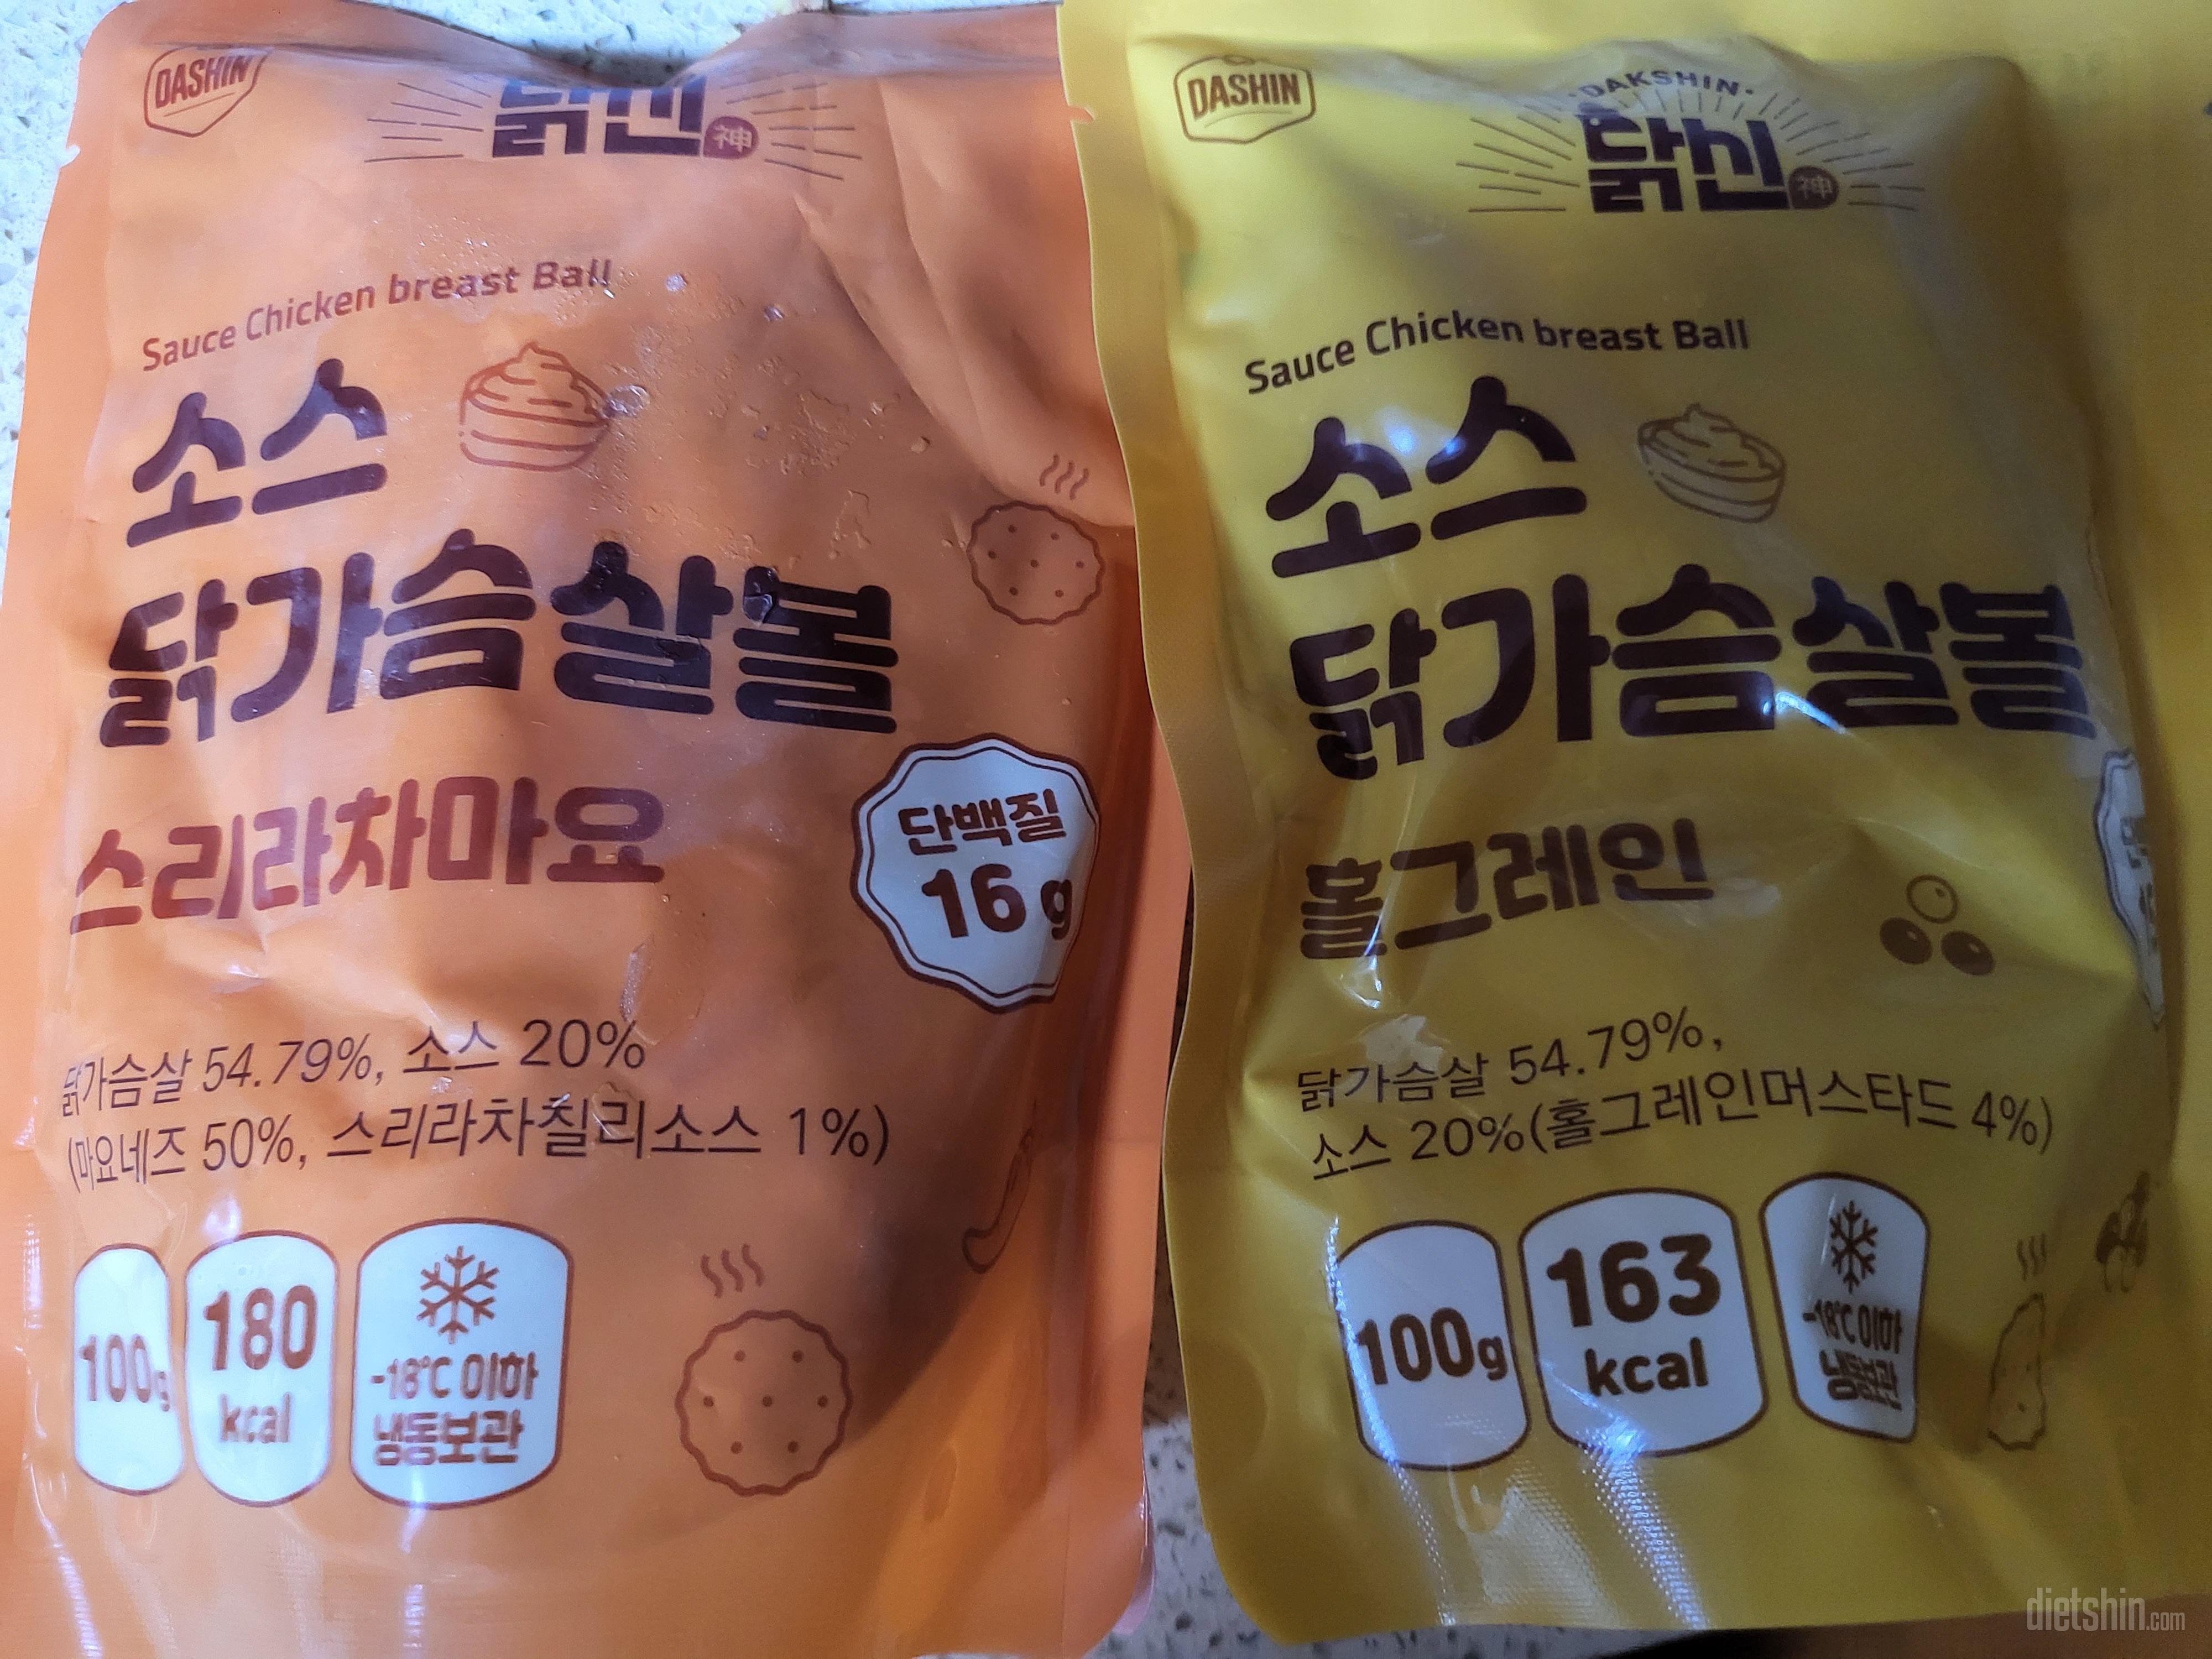 DASHIN
닭신
神
Sauce Chicken breast Ball
소스
닭가슴살볼
스리라차마요
단백질
16 g
닭가슴살 54.79%, 소스 20%
(마요네즈 50%, 스리라차칠리소스 1%)
100g
180
kcal
-18℃ 이하
냉동보관
DASHIN
·DAKSHIN·
닭신
神
Sauce Chicken breast Ball
소스
닭가슴살볼
홀그레인
닭가슴살 54.79%,
소스 20%(홀그레인머스타드 4%)
100g
163
kcal
-18℃ 이하
냉동보관
dietshin.com